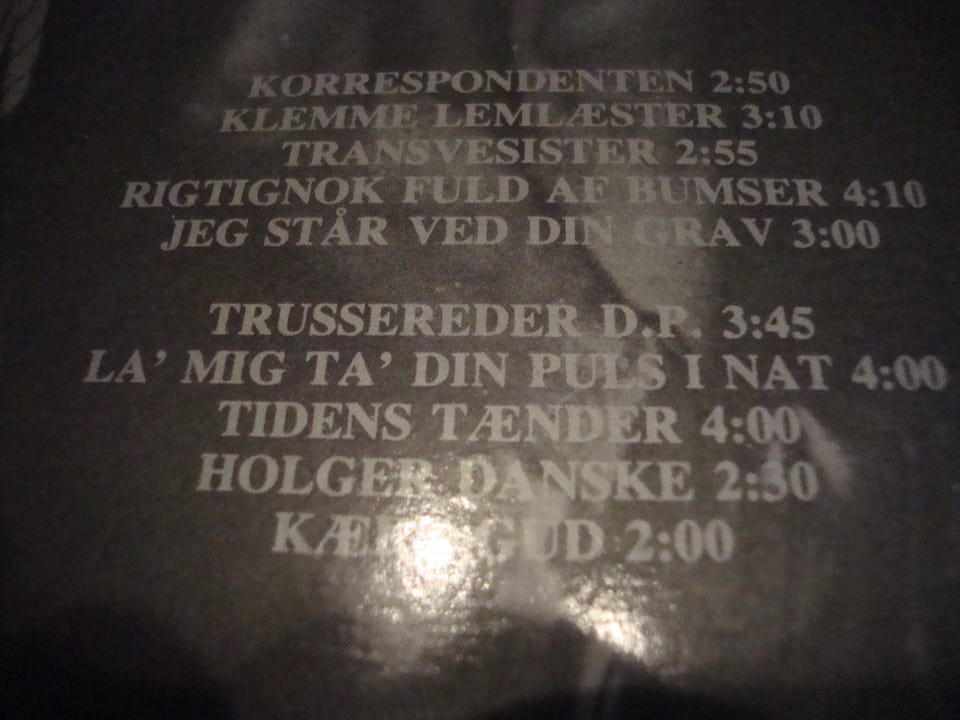 KORRESPONDENTEN 2:50
KLEMME LEMLÆSTER 3:10
TRANSVESISTER 2:55
RIGTIGNOK FULD AF BUMSER 4:10
JEG STÅR VED DIN GRAV 3:00
TRUSSEREDER D.P. 3:45
LA' MIG TA' DIN PULS I NAT 4:00
TIDENS TÆNDER 4:00
HOLGER DANSKE 2:30
GUD 2:00